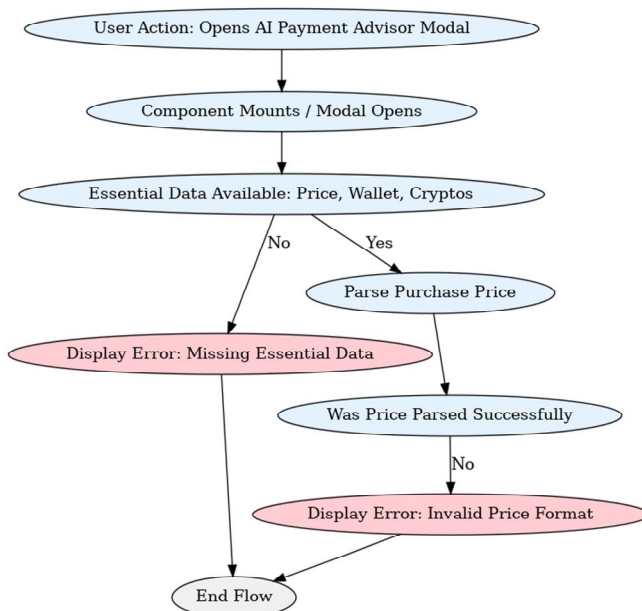 User Action: Opens AI Payment Advisor Modal
Component Mounts / Modal Opens
Essential Data Available: Price, Wallet, Cryptos
No
Yes
Parse Purchase Price
Display Error: Missing Essential Data
Was Price Parsed Successfully
No
Display Error: Invalid Price Format
End Flow